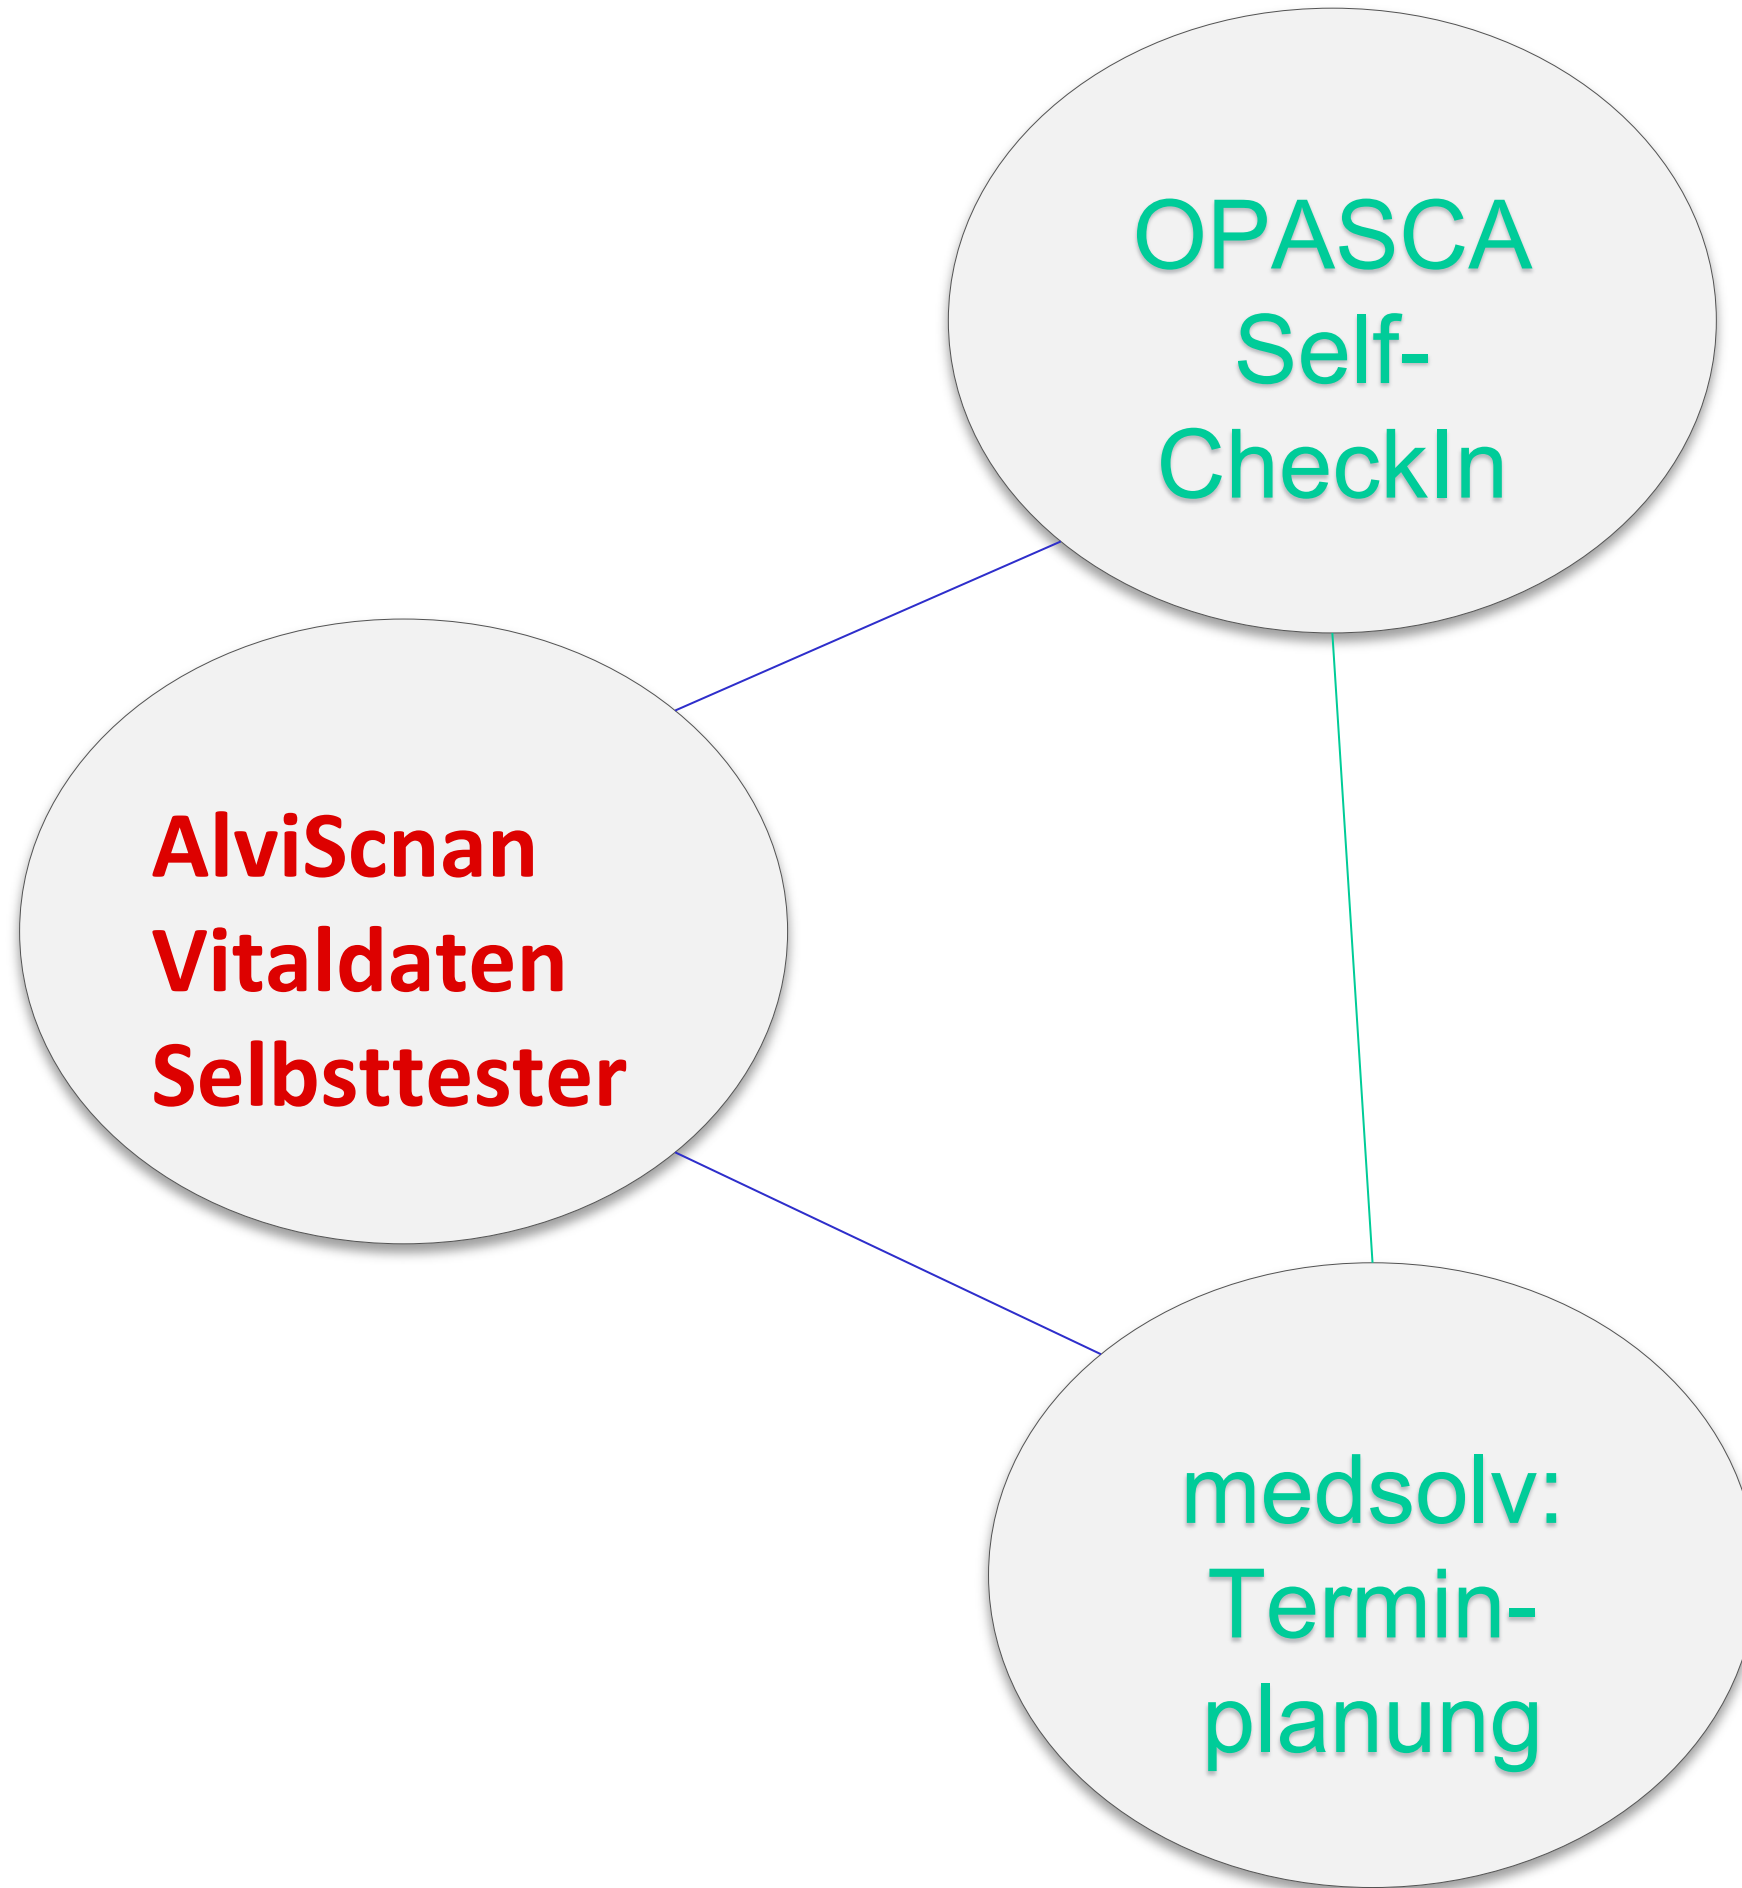 OPASCA
Self-
CheckIn
AlviScnan
Vitaldaten
Selbsttester
medsolv:
Termin-
planung